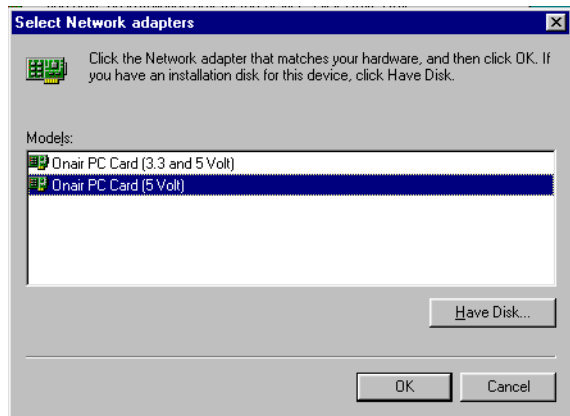 Select Network adapters
Click the Network adapter that matches your hardware, and then click OK. If
you have an installation disk for this device, click Have Disk.
Models:
Onair PC Card (3.3 and 5 Volt)
Onair PC Card (5 Volt)
Have Disk...
OK
Cancel